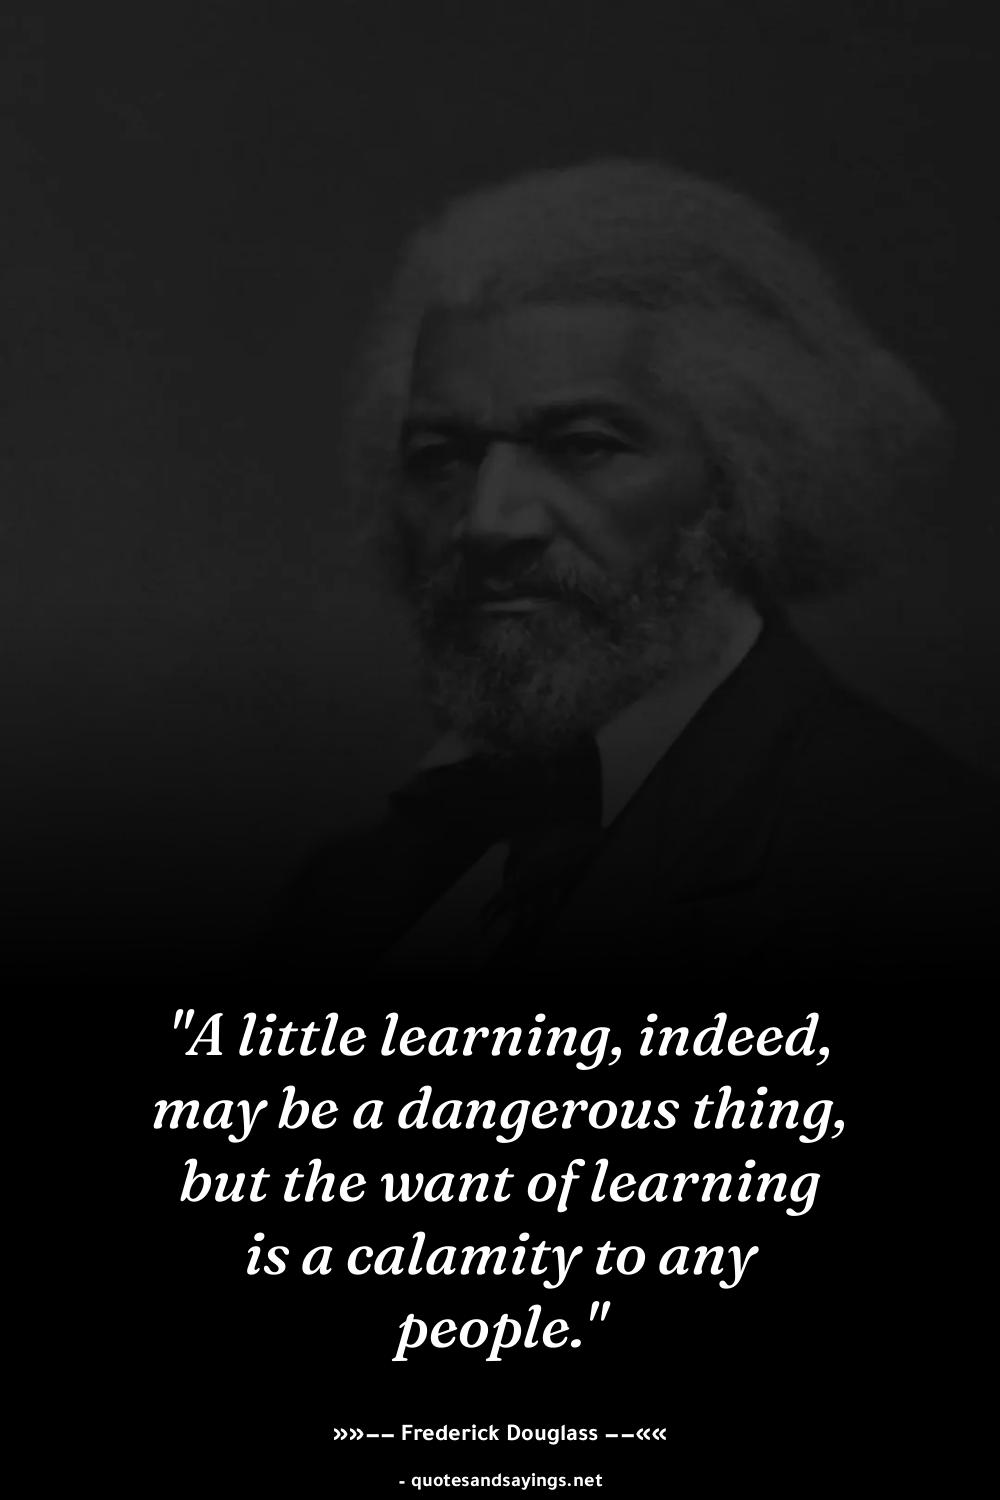 "A little learning, indeed,
may be a dangerous thing,
but the want of learning
is a calamity to any
people."
»»−− Frederick Douglass −−««
- quotesandsayings.net